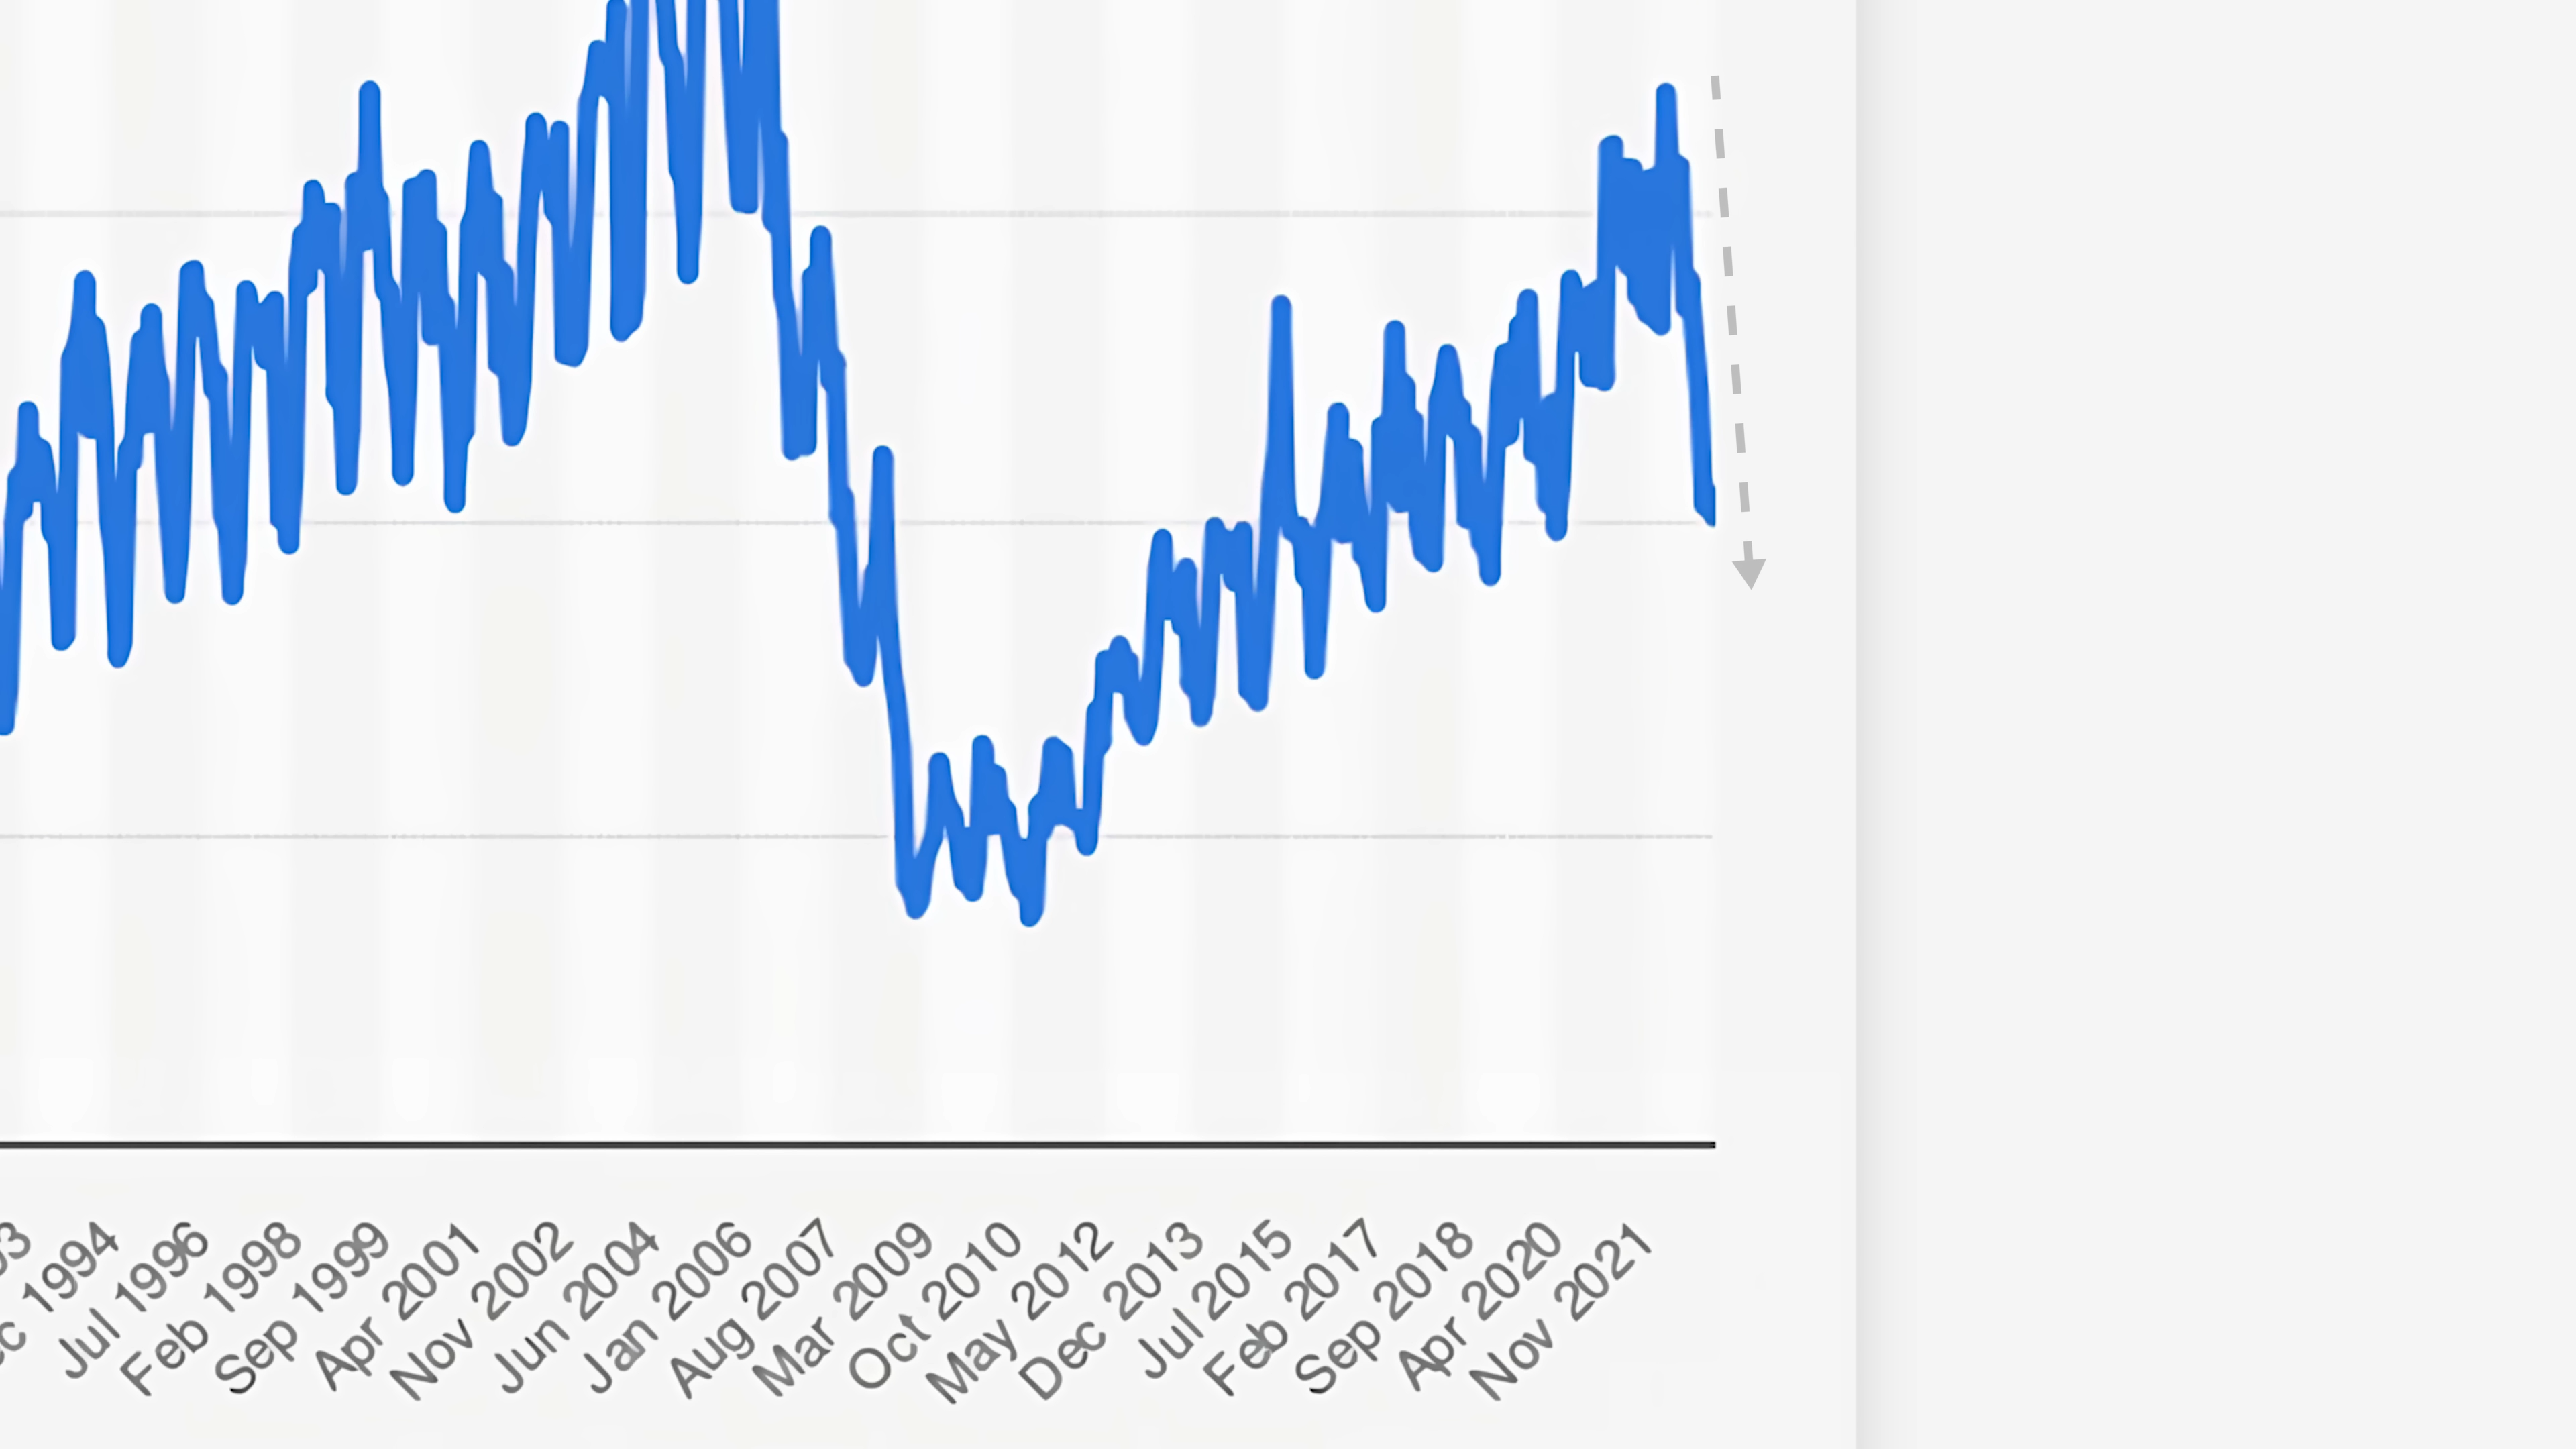 1994
Jul 1996
Feb 1998
Sep 1999
Apr 2001
Nov 2002
Jun 2004
Jan 2006
Aug 2007
Mar 2009
Oct 2010
May 2012
Dec 2013
Jul 2015
Feb 2017
Sep 2018
Apr 2020
Nov 2021